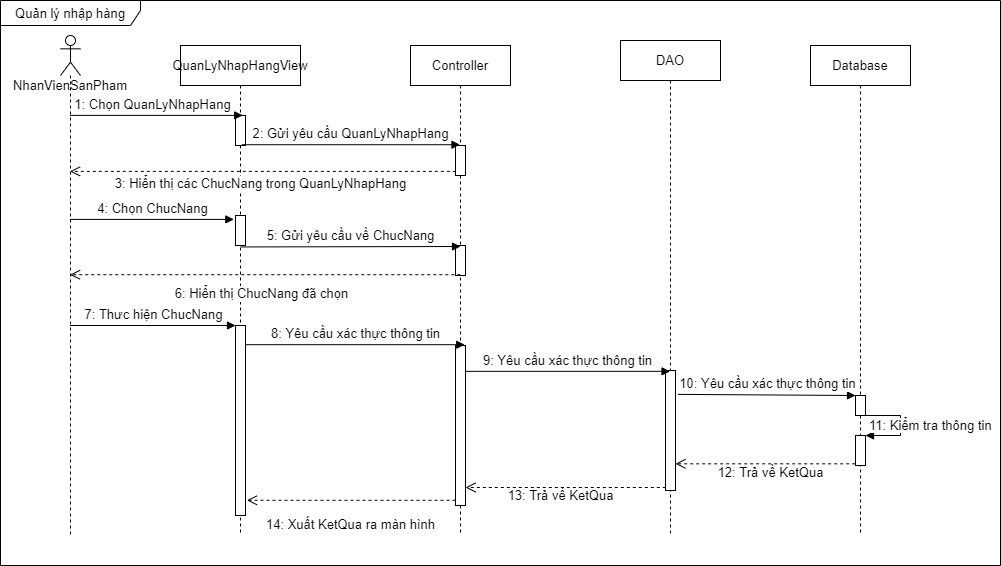 Quản lý nhập hàng
NhanVienSanPham
QuanLyNhapHangView
Controller
DAO
Database
1: Chọn QuanLyNhapHang
2: Gửi yêu cầu QuanLyNhapHang
3: Hiển thị các ChucNang trong QuanLyNhapHang
4: Chọn ChucNang
5: Gửi yêu cầu về ChucNang
6: Hiển thị ChucNang đã chọn
7: Thưc hiện ChucNang
8: Yêu cầu xác thực thông tin
9: Yêu cầu xác thực thông tin
10: Yêu cầu xác thực thông tin
11: Kiểm tra thông tin
12: Trả về KetQua
13: Trả về KetQua
14: Xuất KetQua ra màn hình